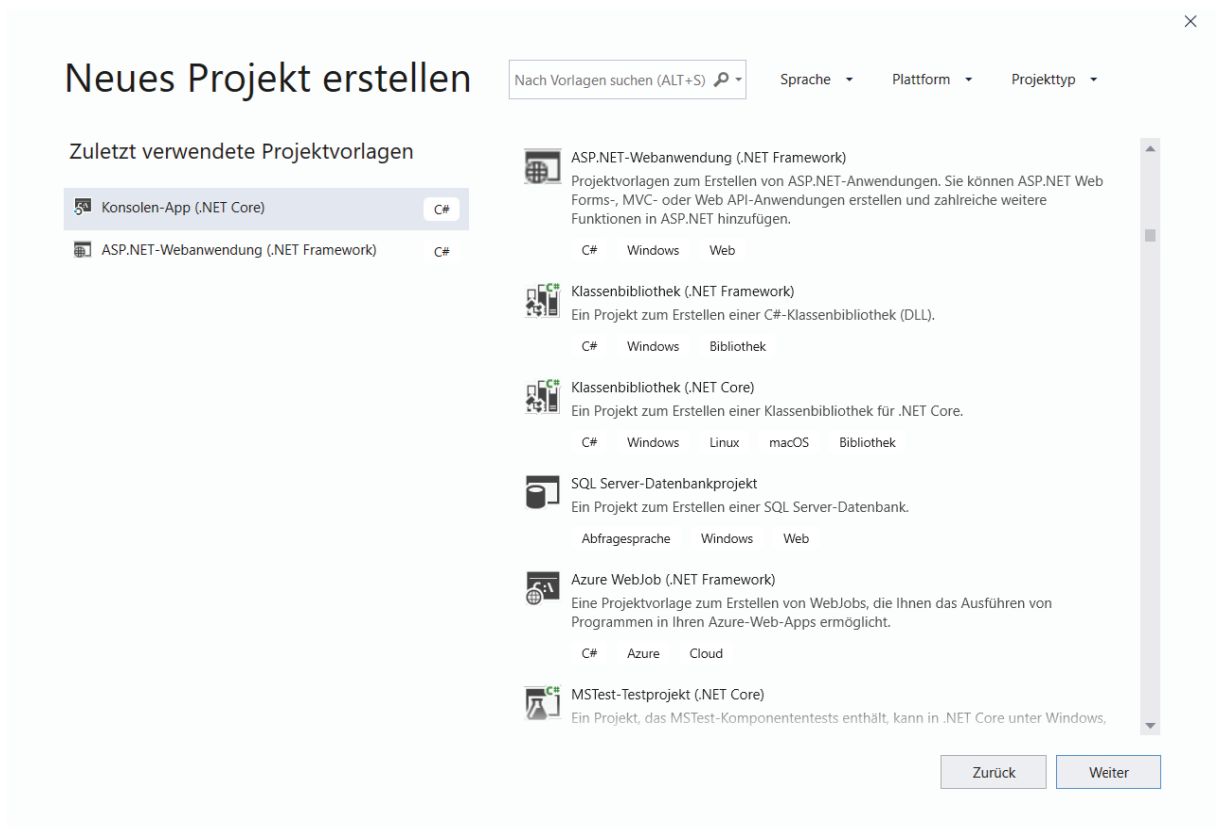 Neues Projekt erstellen
Nach Vorlagen suchen (ALT+S)
Sprache
Plattform
Projekttyp
Zuletzt verwendete Projektvorlagen
Konsolen-App (.NET Core) C#
ASP.NET-Webanwendung (.NET Framework) C#
ASP.NET-Webanwendung (.NET Framework)
Projektvorlagen zum Erstellen von ASP.NET-Anwendungen. Sie können ASP.NET Web
Forms-, MVC- oder Web API-Anwendungen erstellen und zahlreiche weitere
Funktionen in ASP.NET hinzufügen.
C# Windows Web
Klassenbibliothek (.NET Framework)
Ein Projekt zum Erstellen einer C#-Klassenbibliothek (DLL).
C# Windows Bibliothek
Klassenbibliothek (.NET Core)
Ein Projekt zum Erstellen einer Klassenbibliothek für .NET Core.
C# Windows Linux macOS Bibliothek
SQL Server-Datenbankprojekt
Ein Projekt zum Erstellen einer SQL Server-Datenbank.
Abfragesprache Windows Web
Azure WebJob (.NET Framework)
Eine Projektvorlage zum Erstellen von WebJobs, die Ihnen das Ausführen von
Programmen in Ihren Azure-Web-Apps ermöglicht.
C# Azure Cloud
MSTest-Testprojekt (.NET Core)
Ein Projekt, das MSTest-Komponententests enthält, kann in .NET Core unter Windows,
Zurück
Weiter